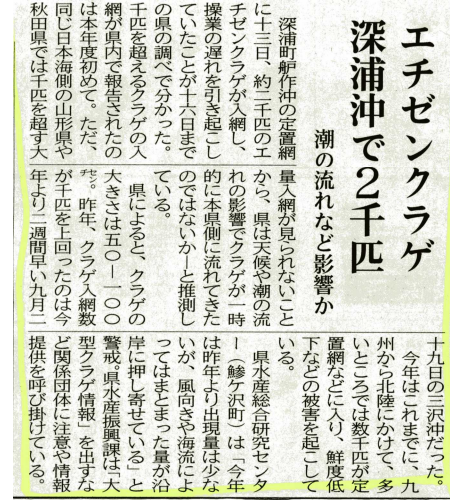 エチゼンクラゲ
深浦沖で2千匹
潮の流れなど影響か
深浦町艫作沖の定置網
に十三日、約二千匹のエ
チゼンクラゲが入網し、
操業の遅れを引き起こし
ていたことが十六日まで
の県の調べで分かった。
千匹を超えるクラゲの入
網が県内で報告されたの
は本年度初めて。ただ、
同じ日本海側の山形県や
秋田県では千匹を超す大
量入網が見られないこと
から、県は天候や潮の流
れの影響でクラゲが一時
的に本県側に流れてきた
のではないか―と推測し
ている。
県によると、クラゲの
大きさは五〇―一〇〇
センチ。昨年、クラゲ入網数
が千匹を上回ったのは今
年より二週間早い九月二
十九日の三沢沖だった。
今年はこれまでに、九
州から北陸にかけて、多
いところでは数千匹が定
置網などに入り、鮮度低
下などの被害を起こして
いる。
県水産総合研究センタ
ー(鰺ケ沢町)は「今年
は昨年より出現量は少な
いが、風向きや海流によ
ってはまとまった量が沿
岸に押し寄せている」と
警戒。県水産振興課は「大
型クラゲ情報」を出すな
ど関係団体に注意や情報
提供を呼び掛けている。